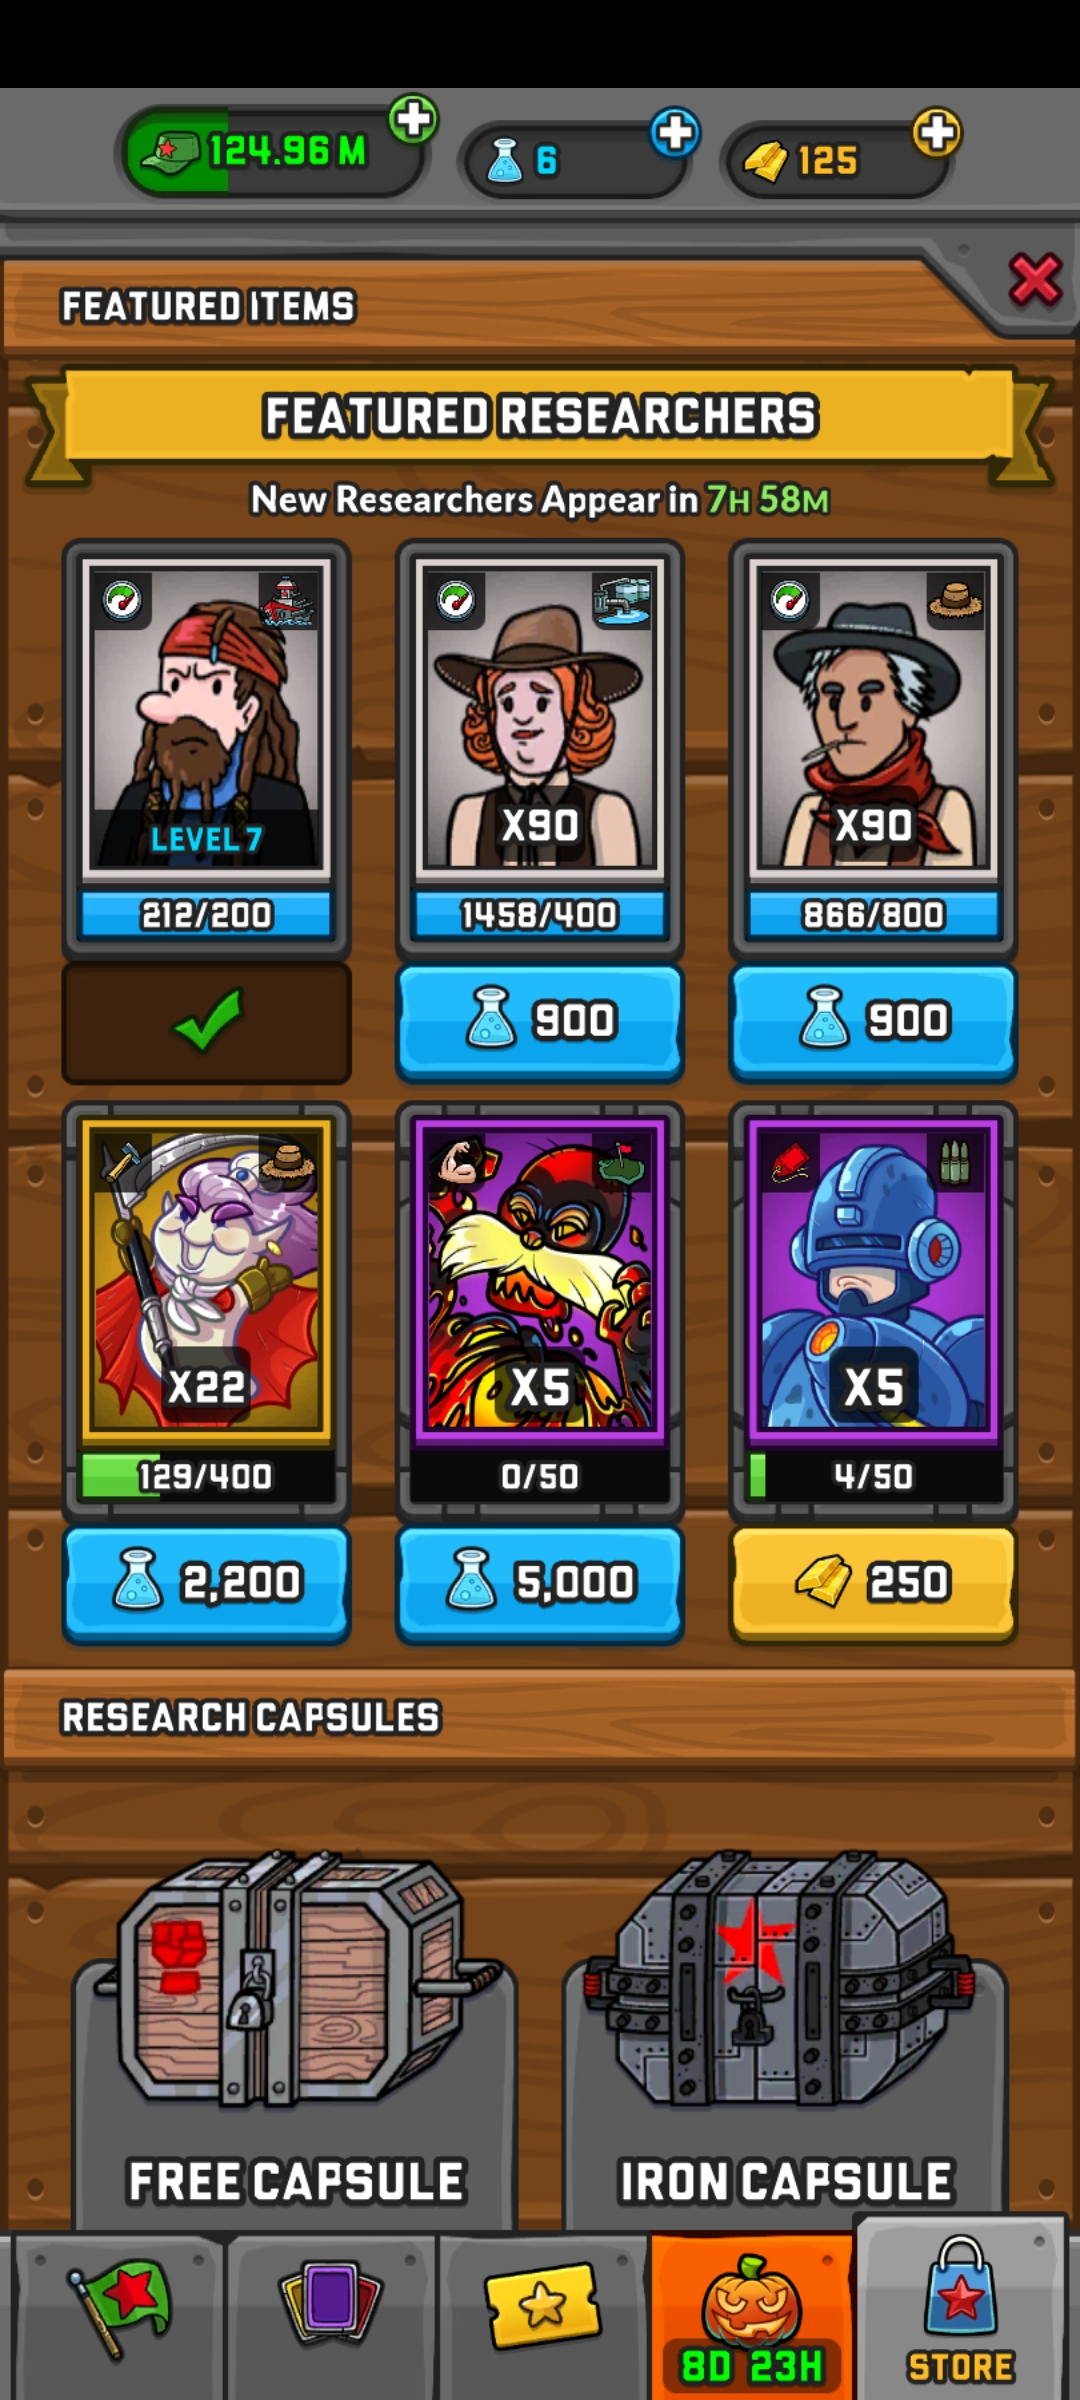 124.96 M
6
125
FEATURED ITEMS
FEATURED RESEARCHERS
New Researchers Appear in 7H 58M
LEVEL 7
X90
X90
212/200
1458/400
866/800
900
900
X22
X5
X5
129/400
0/50
4/50
2,200
5,000
250
RESEARCH CAPSULES
FREE CAPSULE
IRON CAPSULE
8D 23H
STORE